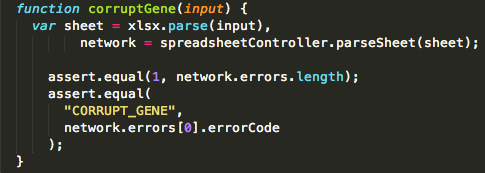 function corruptGene(input) {
  var sheet = xlsx.parse(input),
        network = spreadsheetController.parseSheet(sheet);

    assert.equal(1, network.errors.length);
    assert.equal(
      "CORRUPT_GENE",
      network.errors[0].errorCode
    );
}